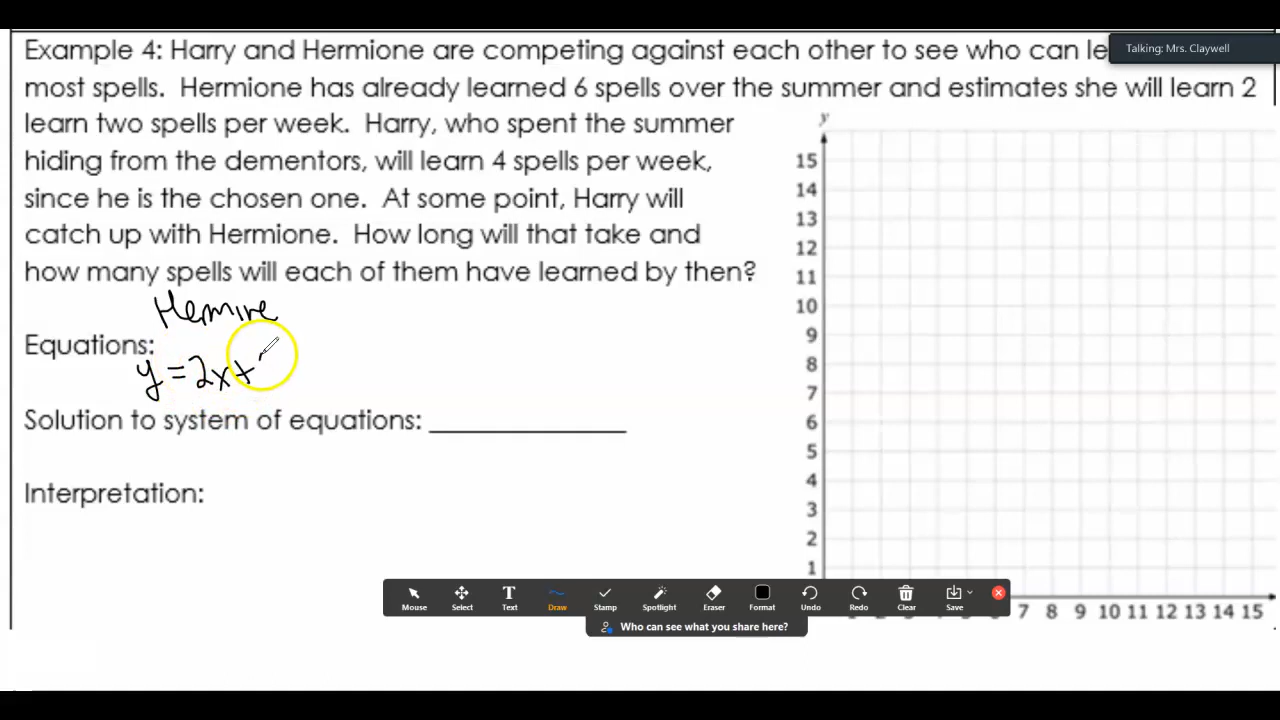 Example 4: Harry and Hermione are competing against each other to see who can le
Talking: Mrs. Claywell
most spells. Hermione has already learned 6 spells over the summer and estimates she will learn 2
learn two spells per week. Harry, who spent the summer
hiding from the dementors, will learn 4 spells per week,
since he is the chosen one. At some point, Harry will
catch up with Hermione. How long will that take and
how many spells will each of them have learned by then?
Hermine
Equations:
y = 2x +
Solution to system of equations: ______________
Interpretation:
y
15
14
13
12
11
10
9
8
7
6
5
4
3
2
1
7 8 9 10 11 12 13 14 15
Mouse Select Text Draw Stamp Spotlight Eraser Format Undo Redo Clear Save
Who can see what you share here?